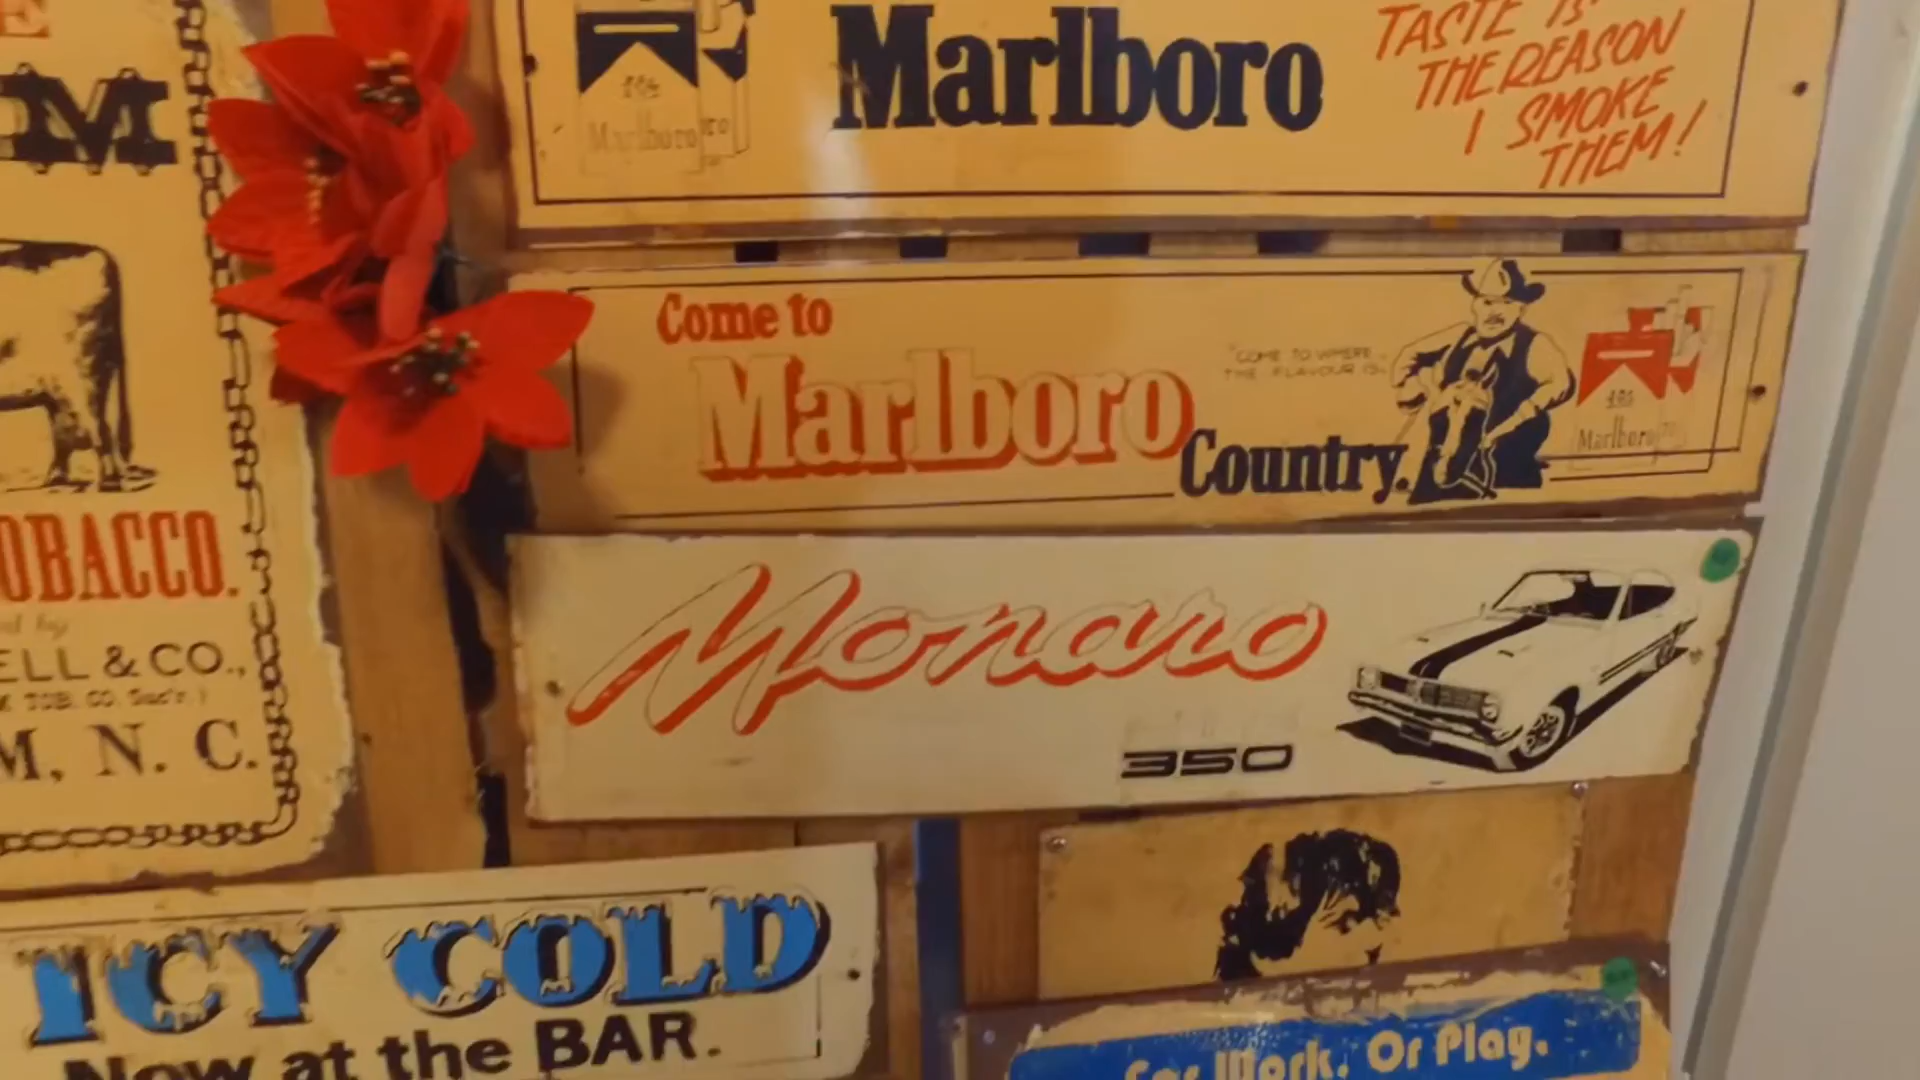 E
M
OBACCO.
ELL & CO.,
M, N. C.
Marlboro
Marlboro
TASTE IS
THE REASON
I SMOKE
THEM!
Come to
Marlboro
Country.
"COME TO WHERE
THE FLAVOUR IS.
Marlboro
Monaro
350
ICY COLD
Now at the BAR.
For Work, Or Play.